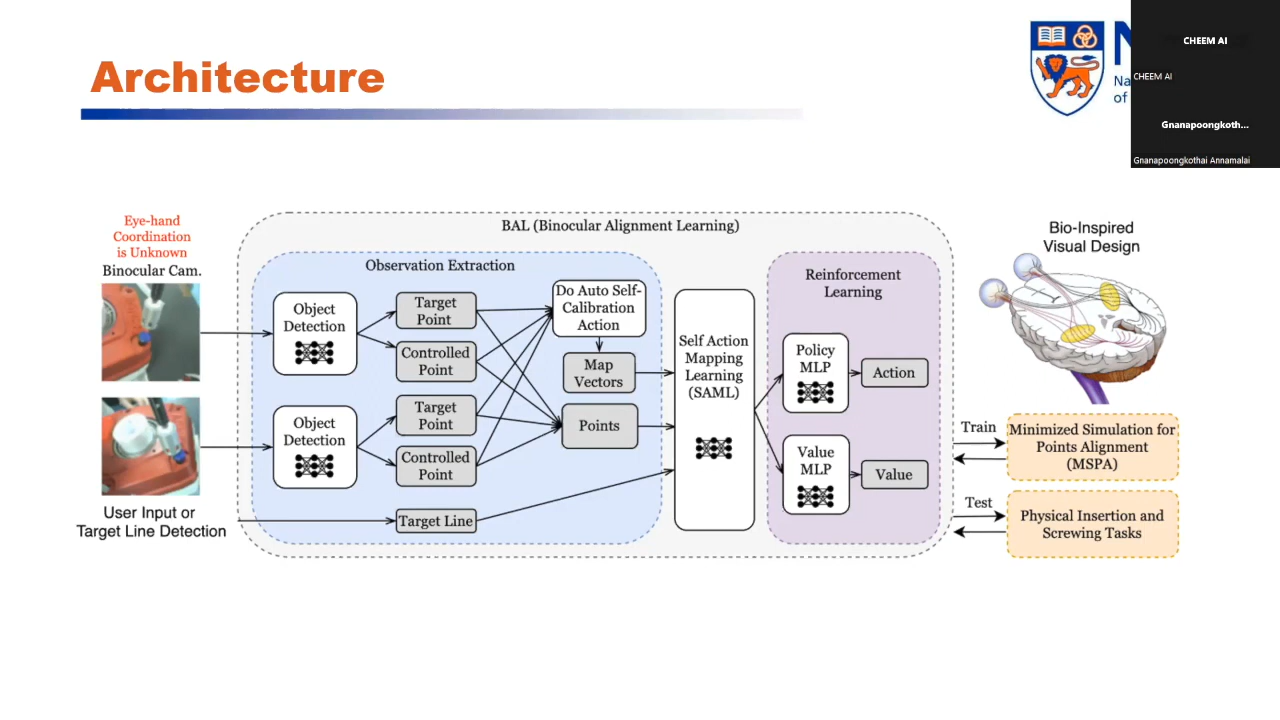 Architecture
N
Na
of
CHEEM AI
CHEEM AI
Gnanapoongkoth...
Gnanapoongkothai Annamalai
Eye-hand
Coordination
is Unknown
Binocular Cam.
User Input or
Target Line Detection
BAL (Binocular Alignment Learning)
Observation Extraction
Object
Detection
Object
Detection
Target
Point
Controlled
Point
Target
Point
Controlled
Point
Target Line
Do Auto Self-
Calibration
Action
Map
Vectors
Points
Self Action
Mapping
Learning
(SAML)
Reinforcement
Learning
Policy
MLP
Action
Value
MLP
Value
Bio-Inspired
Visual Design
Train
Minimized Simulation for
Points Alignment
(MSPA)
Test
Physical Insertion and
Screwing Tasks